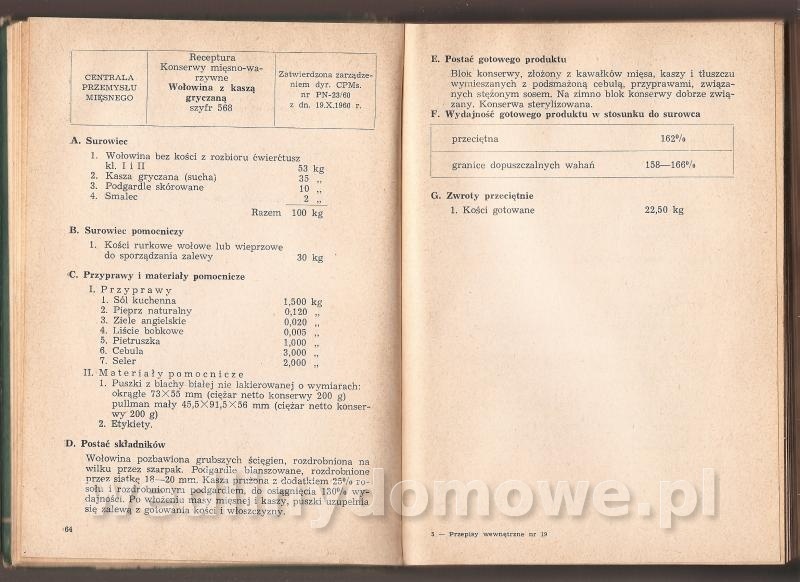 CENTRALA
PRZEMYSŁU
MIĘSNEGO
Receptura
Konserwy mięsno-wa-
rzywne
Wołowina z kaszą
gryczaną
szyfr 568
Zatwierdzona zarządze-
niem dyr. CPMs.
nr PN-23/60
z dn. 19.X.1960 r.
A. Surowiec
1. Wołowina bez kości z rozbioru ćwierćtusz
kl. I i II 53 kg
2. Kasza gryczana (sucha) 35 „
3. Podgardle skórowane 10 „
4. Smalec 2 „
Razem 100 kg
B. Surowiec pomocniczy
1. Kości rurkowe wołowe lub wieprzowe
do sporządzania zalewy 30 kg
C. Przyprawy i materiały pomocnicze
I. Przyprawy
1. Sól kuchenna 1,500 kg
2. Pieprz naturalny 0,120 „
3. Ziele angielskie 0,020 „
4. Liście bobkowe 0,005 „
5. Pietruszka 1,000 „
6. Cebula 3,000 „
7. Seler 2,000 „
II. Materiały pomocnicze
1. Puszki z blachy białej nie lakierowanej o wymiarach:
okrągłe 73×55 mm (ciężar netto konserwy 200 g)
pullman mały 45,5×91,5×56 mm (ciężar netto konser-
wy 200 g)
2. Etykiety.
D. Postać składników
Wołowina pozbawiona grubszych ścięgien, rozdrobniona na
wilku przez szarpak. Podgardle blanszowane, rozdrobnione
przez siatkę 18—20 mm. Kasza prużona z dodatkiem 25% ro-
sołu i rozdrobnionym podgardlem, do osiągnięcia 150% wy-
dajności. Po włożeniu masy mięsnej i kaszy, puszki uzupełnia
się zalewą z gotowania kości i włoszczyzny.
64
E. Postać gotowego produktu
Blok konserwy, złożony z kawałków mięsa, kaszy i tłuszczu
wymieszanych z podsmażoną cebulą, przyprawami, związa-
nych stężonym sosem. Na zimno blok konserwy dobrze zwią-
zany. Konserwa sterylizowana.
F. Wydajność gotowego produktu w stosunku do surowca
przeciętna 162%
granice dopuszczalnych wahań 158—166%
G. Zwroty przeciętnie
1. Kości gotowane 22,50 kg
5 — Przepisy wewnętrzne nr 19
wedlinydomowe.pl